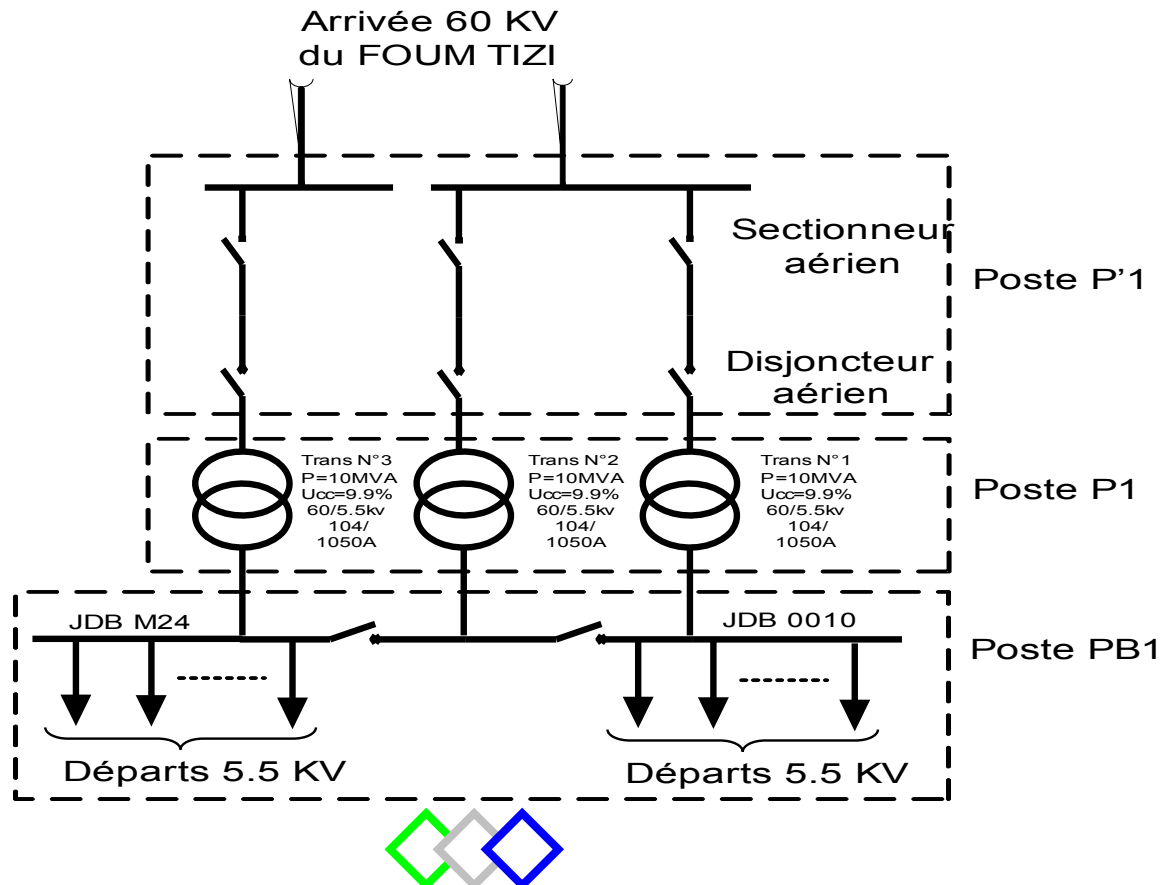 Arrivée 60 KV
du FOUM TIZI
Sectionneur
aérien
Poste P'1
Disjoncteur
aérien
Trans N°3
P=10MVA
Ucc=9.9%
60/5.5kv
104/
1050A
Trans N°2
P=10MVA
Ucc=9.9%
60/5.5kv
104/
1050A
Trans N°1
P=10MVA
Ucc=9.9%
60/5.5kv
104/
1050A
Poste P1
JDB M24
JDB 0010
Poste PB1
Départs 5.5 KV
Départs 5.5 KV